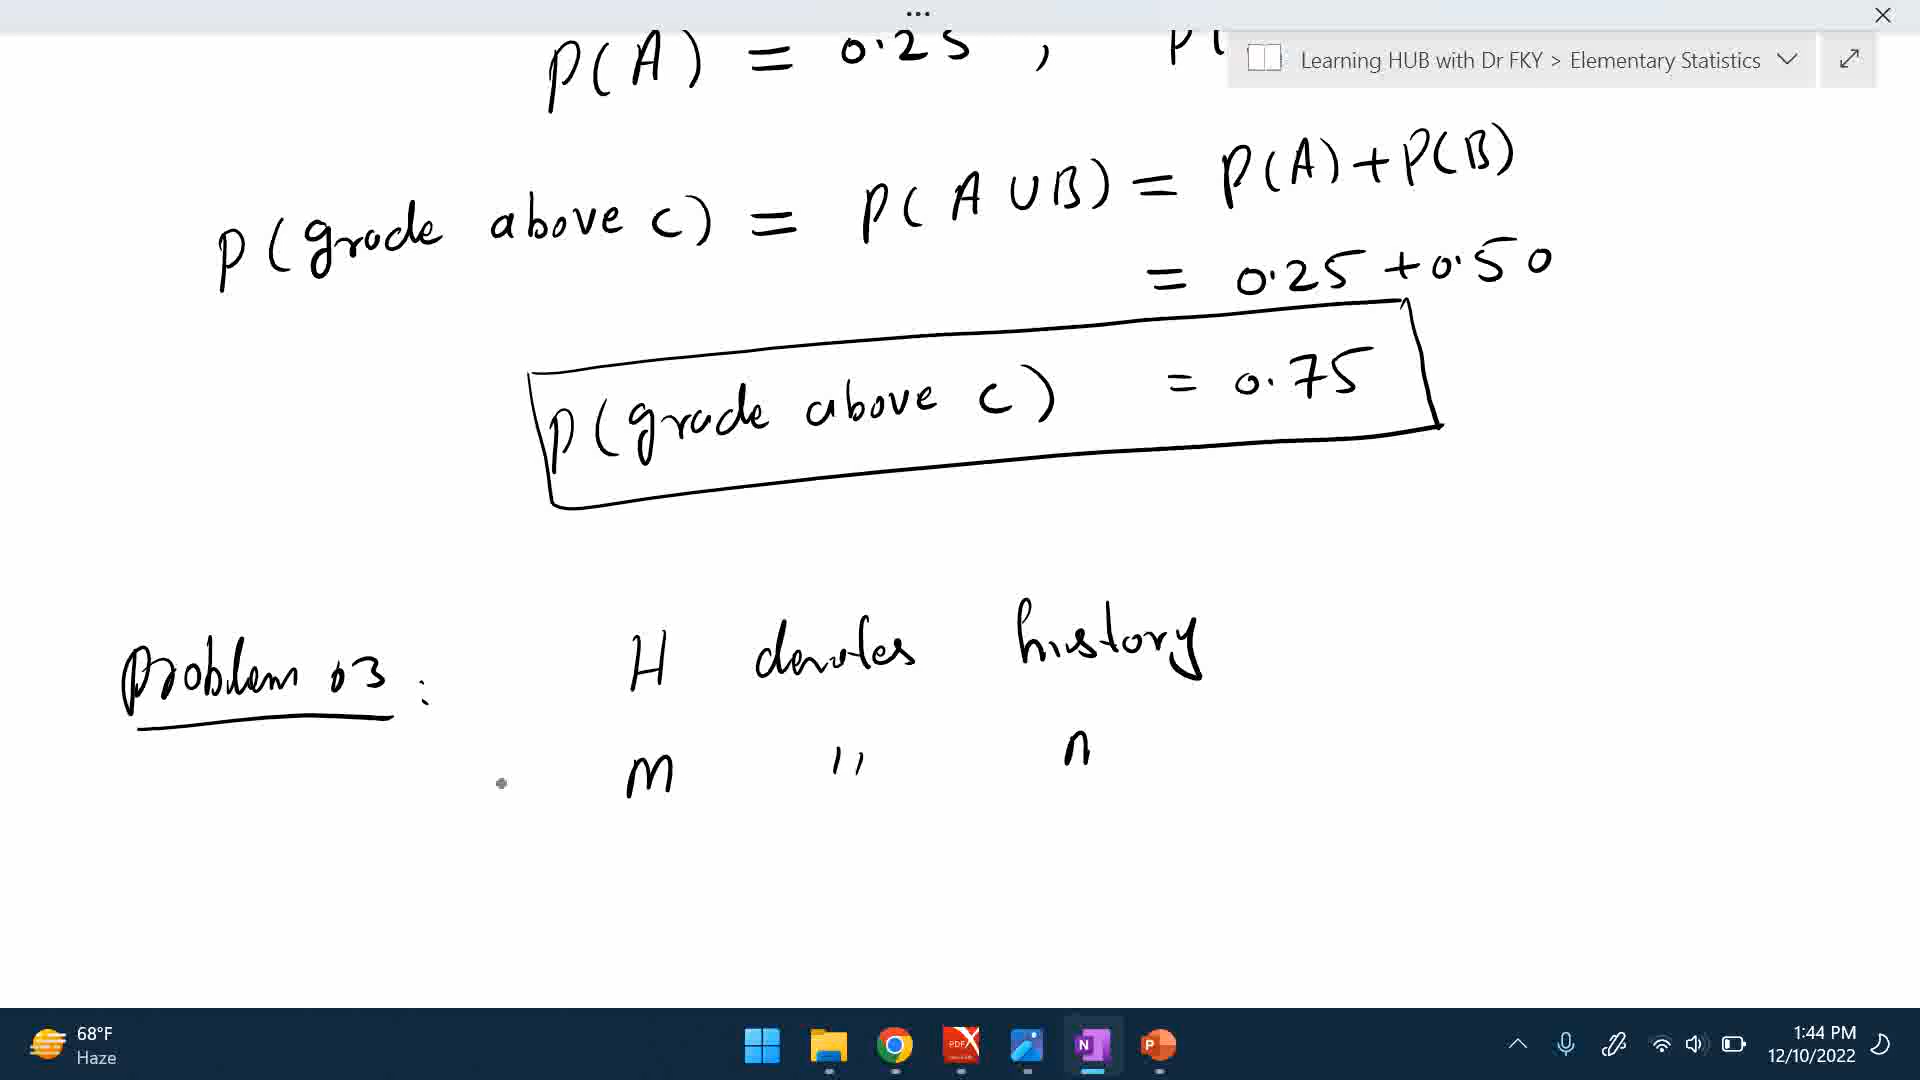 ...
Learning HUB with Dr FKY > Elementary Statistics
P(A) = 0.25 , P(
P(grade above C) = P(A ∪ B) = P(A) + P(B)
= 0.25 + 0.50
P(grade above C) = 0.75
Problem 03 : H denotes history
M " n
68°F
Haze
1:44 PM
12/10/2022